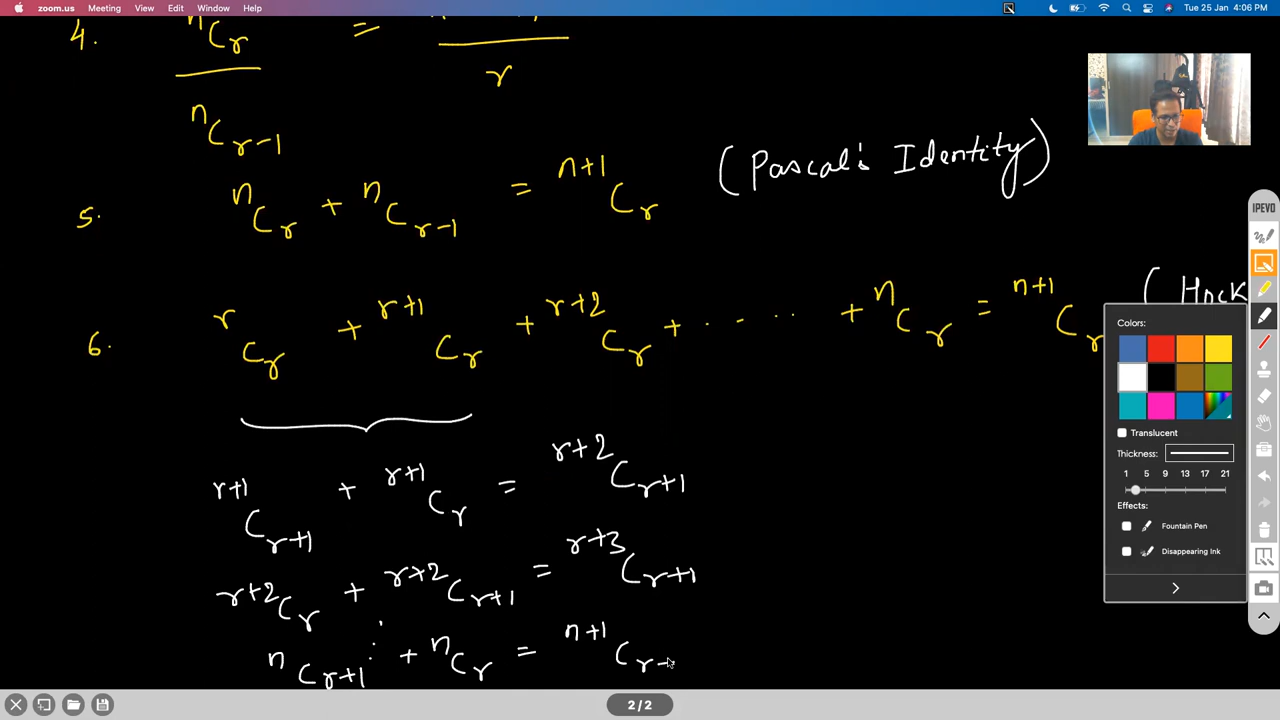 zoom.us Meeting View Edit Window Help Tue 25 Jan 4:06 PM
4. ⁿCᵣ / ⁿCᵣ₋₁ = / r
5. ⁿCᵣ + ⁿCᵣ₋₁ = ⁿ⁺¹Cᵣ (Pascal's Identity)
IPEVO
6. ʳCᵣ + ʳ⁺¹Cᵣ + ʳ⁺²Cᵣ + ..... + ⁿCᵣ = ⁿ⁺¹Cᵣ (Hock
Colors:
Translucent
Thickness:
1 5 9 13 17 21
Effects:
Fountain Pen
Disappearing Ink
ʳ⁺¹Cᵣ₊₁ + ʳ⁺¹Cᵣ = ʳ⁺²Cᵣ₊₁
ʳ⁺²Cᵣ + ʳ⁺²Cᵣ₊₁ = ʳ⁺³Cᵣ₊₁
ⁿCᵣ₊₁ + ⁿCᵣ = ⁿ⁺¹Cᵣ
2/2